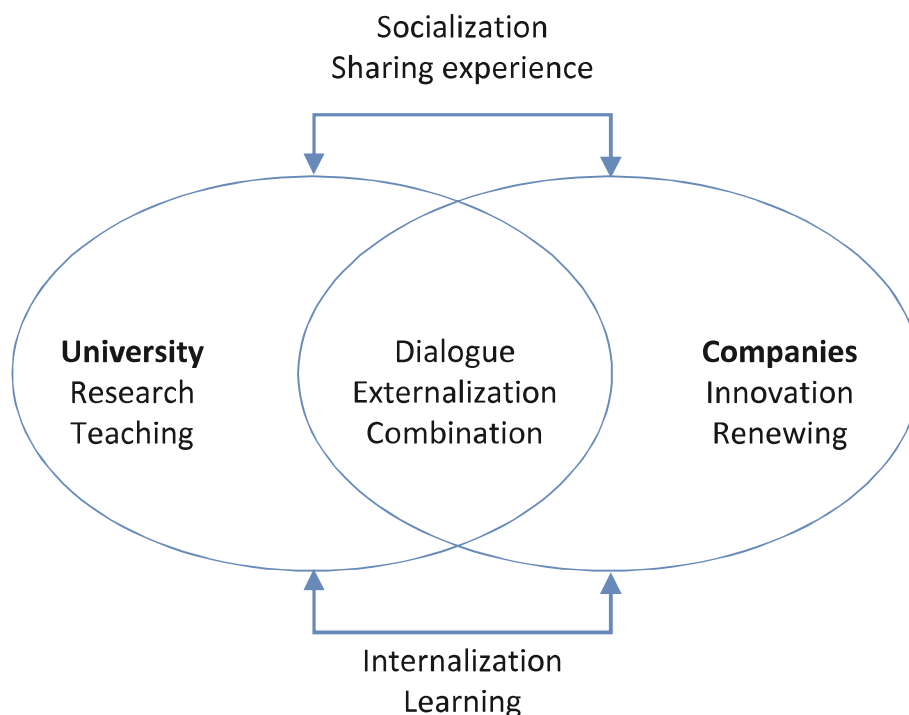 Socialization
Sharing experience
University
Research
Teaching
Dialogue
Externalization
Combination
Companies
Innovation
Renewing
Internalization
Learning